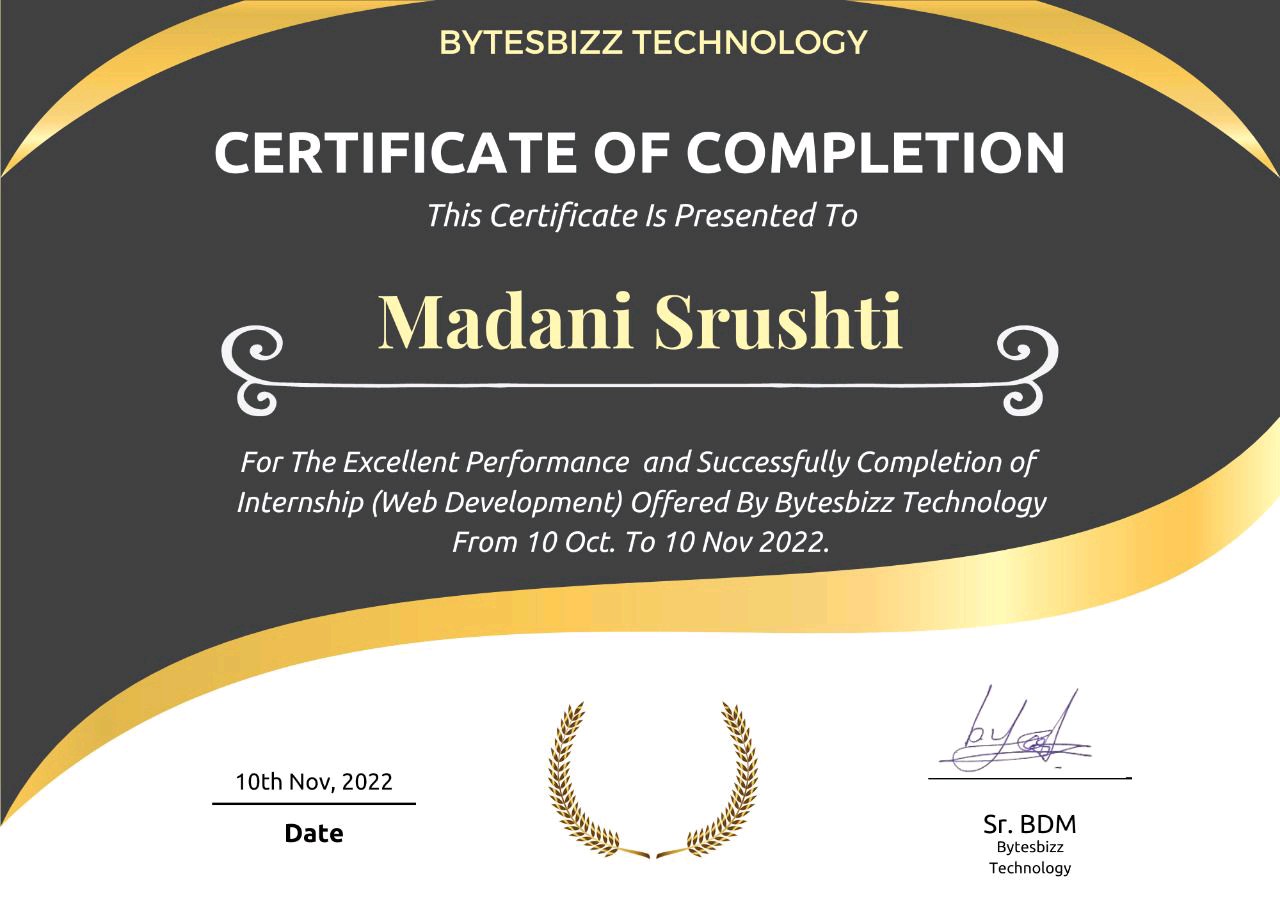 BYTESBIZZ TECHNOLOGY
CERTIFICATE OF COMPLETION
This Certificate Is Presented To
Madani Srushti
For The Excellent Performance and Successfully Completion of
Internship (Web Development) Offered By Bytesbizz Technology
From 10 Oct. To 10 Nov 2022.
10th Nov, 2022
Date
Sr. BDM
Bytesbizz
Technology